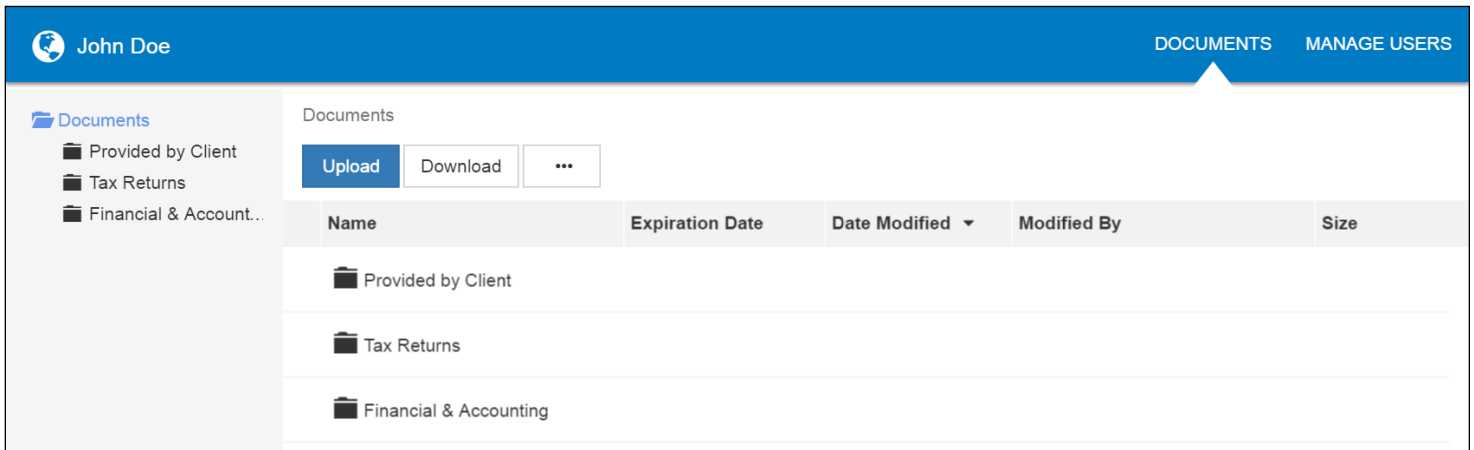 John Doe
DOCUMENTS MANAGE USERS
Documents
Provided by Client
Tax Returns
Financial & Account...
Documents
Upload Download •••
Name Expiration Date Date Modified Modified By Size
Provided by Client
Tax Returns
Financial & Accounting